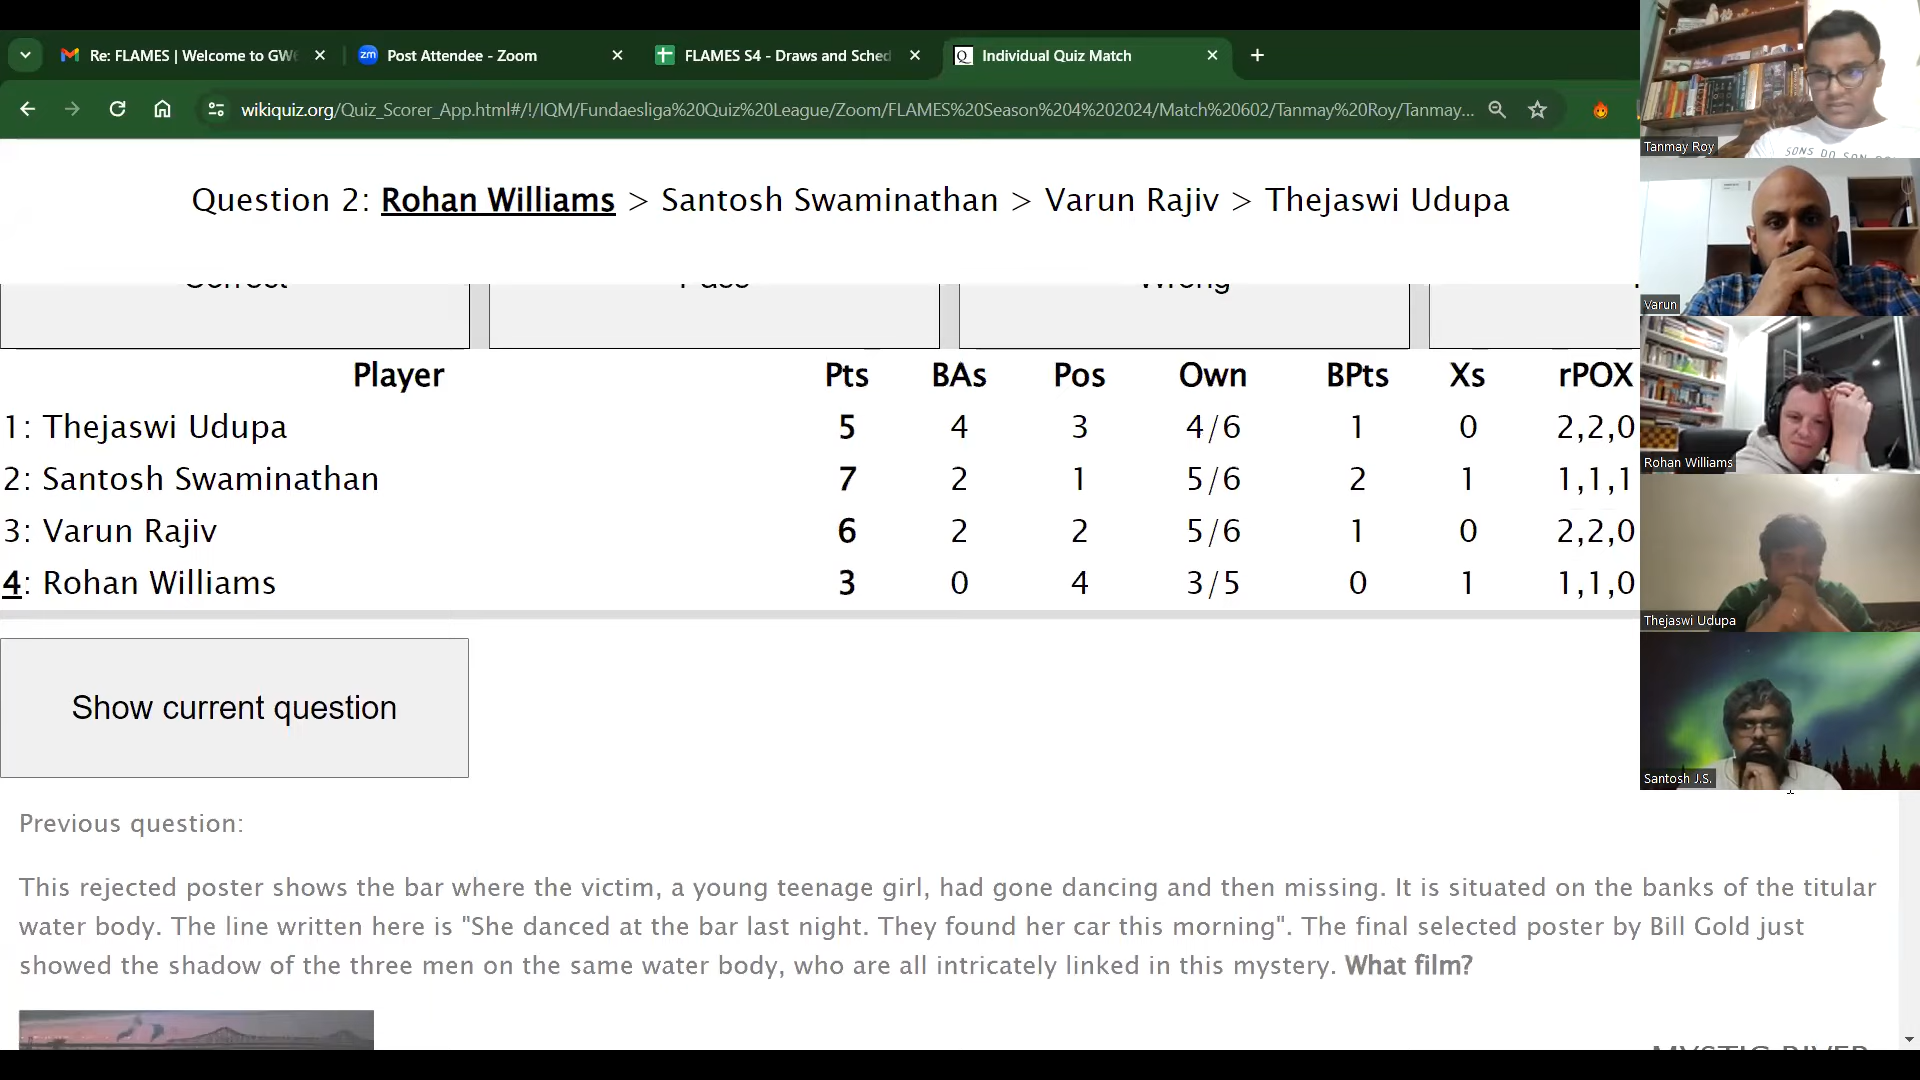 Re: FLAMES | Welcome to GW
Post Attendee - Zoom
FLAMES S4 - Draws and Sched
Individual Quiz Match
wikiquiz.org/Quiz_Scorer_App.html#/!/IQM/Fundaesliga%20Quiz%20League/Zoom/FLAMES%20Season%204%202024/Match%20602/Tanmay%20Roy/Tanmay...
Question 2: Rohan Williams > Santosh Swaminathan > Varun Rajiv > Thejaswi Udupa
Correct Pass Wrong
Player Pts BAs Pos Own BPts Xs rPOX
1: Thejaswi Udupa 5 4 3 4/6 1 0 2,2,0
2: Santosh Swaminathan 7 2 1 5/6 2 1 1,1,1
3: Varun Rajiv 6 2 2 5/6 1 0 2,2,0
4: Rohan Williams 3 0 4 3/5 0 1 1,1,0
Show current question
Previous question:
This rejected poster shows the bar where the victim, a young teenage girl, had gone dancing and then missing. It is situated on the banks of the titular
water body. The line written here is "She danced at the bar last night. They found her car this morning". The final selected poster by Bill Gold just
showed the shadow of the three men on the same water body, who are all intricately linked in this mystery. What film?
MYSTIC RIVER
Tanmay Roy
Varun
Rohan Williams
Thejaswi Udupa
Santosh J.S.